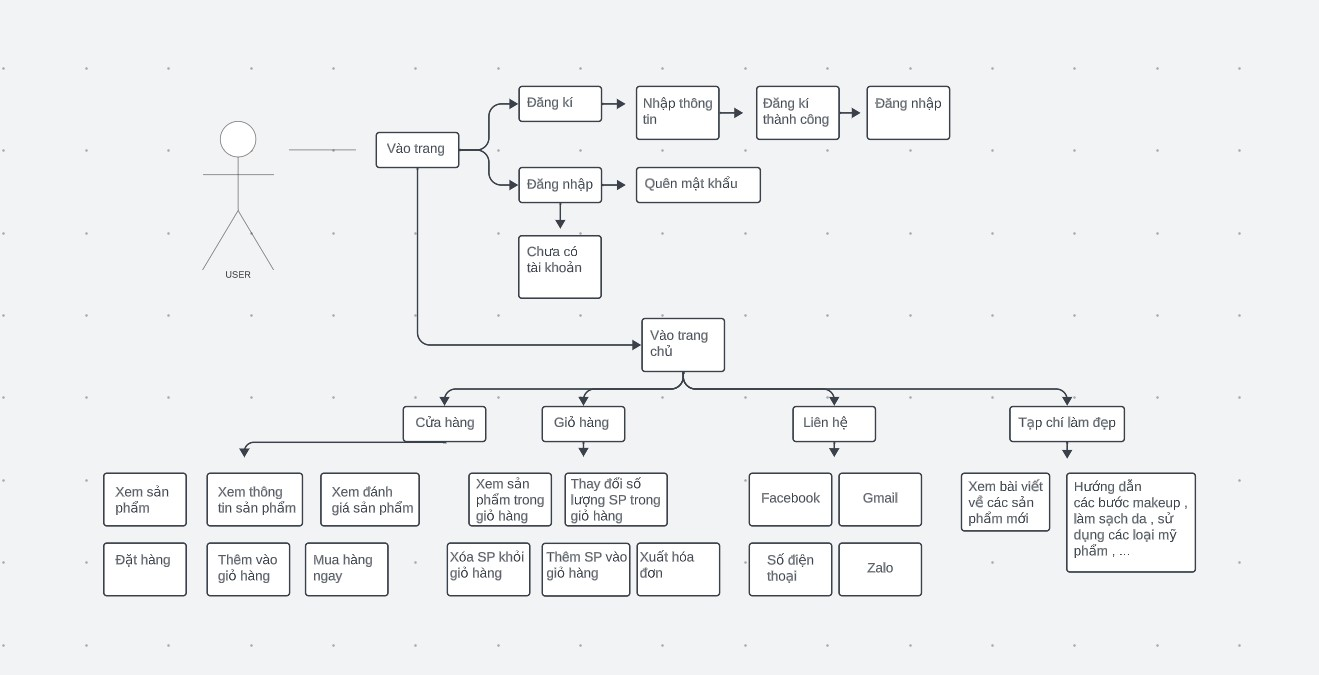 Đăng kí
Nhập thông
tin
Đăng kí
thành công
Đăng nhập
Vào trang
Đăng nhập
Quên mật khẩu
Chưa có
tài khoản
USER
Vào trang
chủ
Cửa hàng
Giỏ hàng
Liên hệ
Tạp chí làm đẹp
Xem sản
phẩm
Xem thông
tin sản phẩm
Xem đánh
giá sản phẩm
Xem sản
phẩm trong
giỏ hàng
Thay đổi số
lượng SP trong
giỏ hàng
Facebook
Gmail
Xem bài viết
về các sản
phẩm mới
Hướng dẫn
các bước makeup ,
làm sạch da , sử
dụng các loại mỹ
phẩm , ...
Đặt hàng
Thêm vào
giỏ hàng
Mua hàng
ngay
Xóa SP khỏi
giỏ hàng
Thêm SP vào
giỏ hàng
Xuất hóa
đơn
Số điện
thoại
Zalo